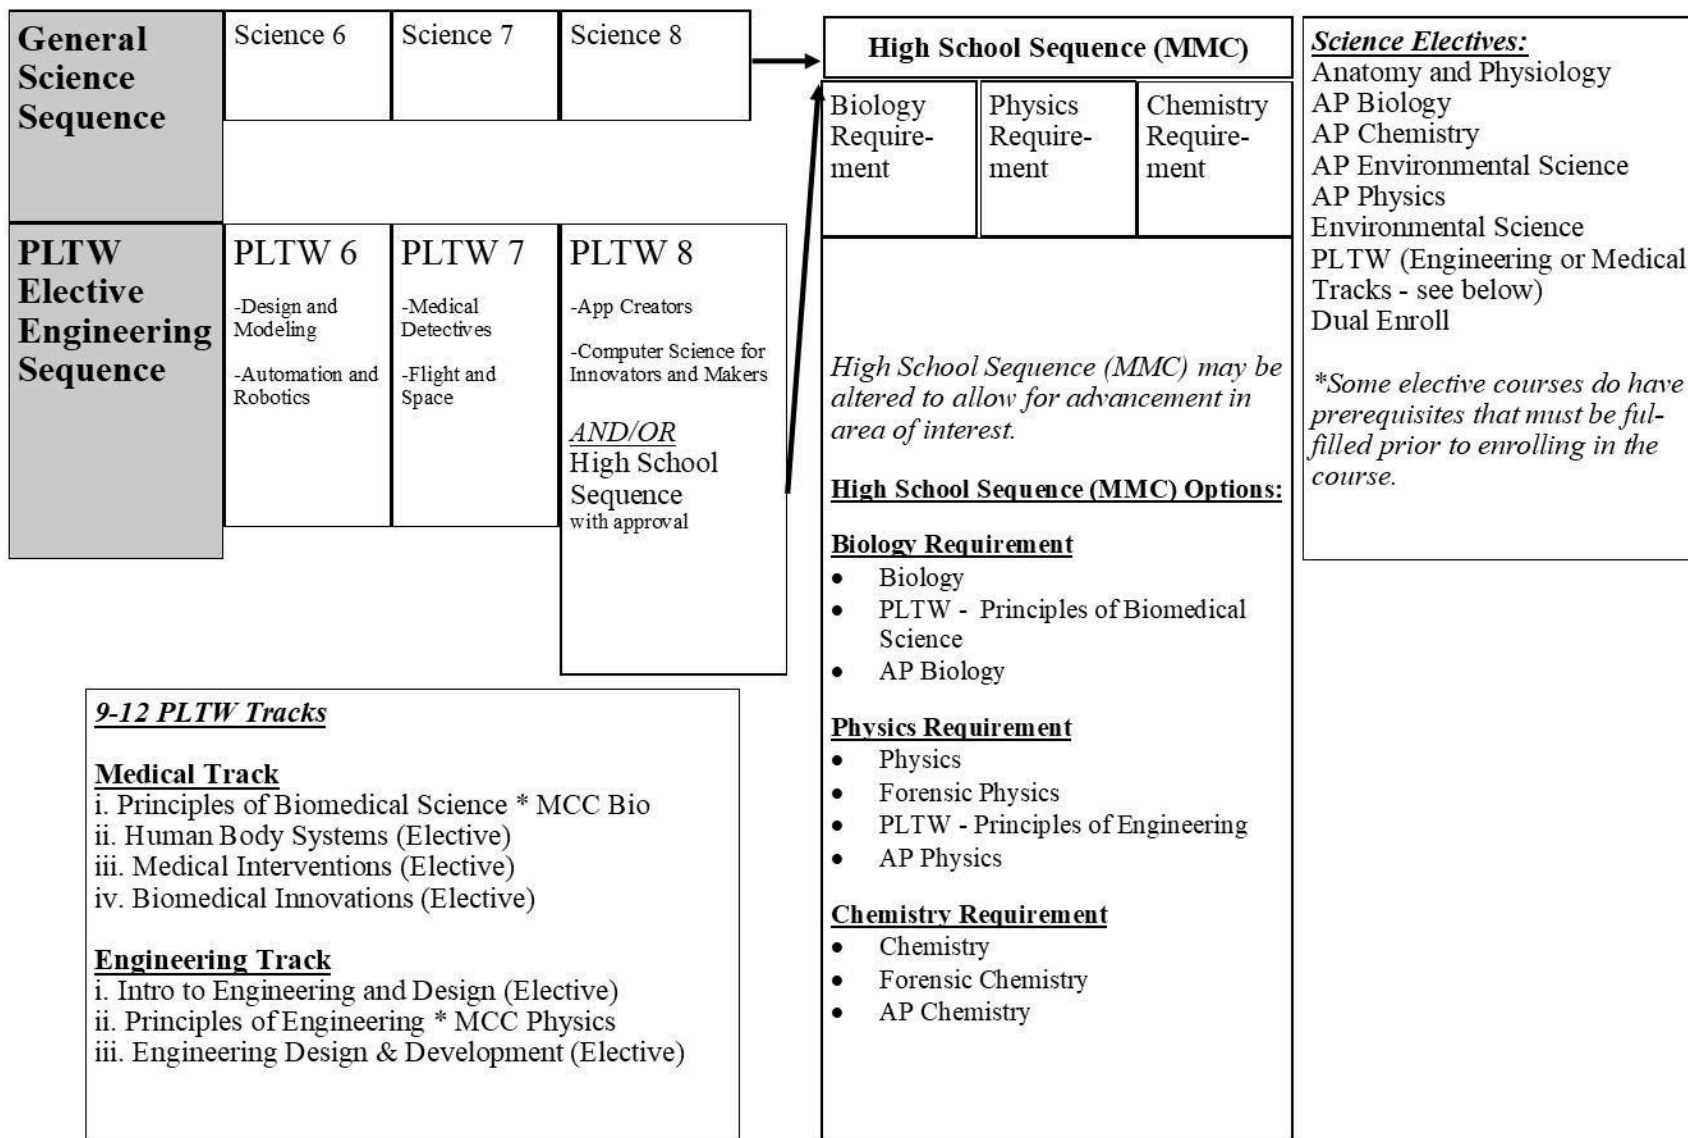 General
Science
Sequence
Science 6
Science 7
Science 8
PLTW
Elective
Engineering
Sequence
PLTW 6
-Design and
Modeling
-Automation and
Robotics
PLTW 7
-Medical
Detectives
-Flight and
Space
PLTW 8
-App Creators
-Computer Science for
Innovators and Makers
AND/OR
High School
Sequence
with approval
High School Sequence (MMC)
Biology
Require-
ment
Physics
Require-
ment
Chemistry
Require-
ment
High School Sequence (MMC) may be
altered to allow for advancement in
area of interest.
High School Sequence (MMC) Options:
Biology Requirement
• Biology
• PLTW - Principles of Biomedical
Science
• AP Biology
Physics Requirement
• Physics
• Forensic Physics
• PLTW - Principles of Engineering
• AP Physics
Chemistry Requirement
• Chemistry
• Forensic Chemistry
• AP Chemistry
Science Electives:
Anatomy and Physiology
AP Biology
AP Chemistry
AP Environmental Science
AP Physics
Environmental Science
PLTW (Engineering or Medical
Tracks - see below)
Dual Enroll
*Some elective courses do have
prerequisites that must be ful-
filled prior to enrolling in the
course.
9-12 PLTW Tracks
Medical Track
i. Principles of Biomedical Science * MCC Bio
ii. Human Body Systems (Elective)
iii. Medical Interventions (Elective)
iv. Biomedical Innovations (Elective)
Engineering Track
i. Intro to Engineering and Design (Elective)
ii. Principles of Engineering * MCC Physics
iii. Engineering Design & Development (Elective)